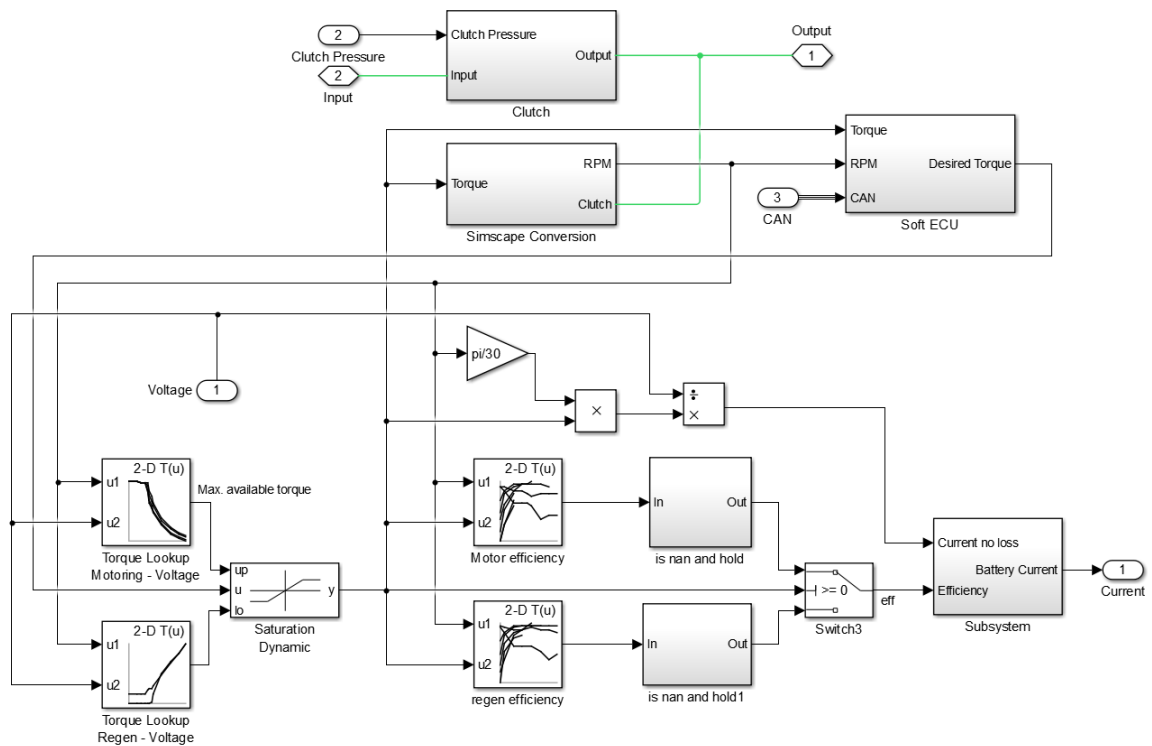 2
Clutch Pressure
2
Input
Clutch Pressure
Input
Output
Clutch
Output
1
Torque
RPM
Clutch
Simscape Conversion
Torque
RPM
CAN
Desired Torque
Soft ECU
3
CAN
Voltage
1
pi/30
×
÷
×
2-D T(u)
u1
u2
Torque Lookup
Motoring - Voltage
Max. available torque
2-D T(u)
u1
u2
Torque Lookup
Regen - Voltage
up
u
lo
y
Saturation
Dynamic
2-D T(u)
u1
u2
Motor efficiency
In
Out
is nan and hold
2-D T(u)
u1
u2
regen efficiency
In
Out
is nan and hold1
>= 0
Switch3
eff
Current no loss
Battery Current
Efficiency
Subsystem
1
Current